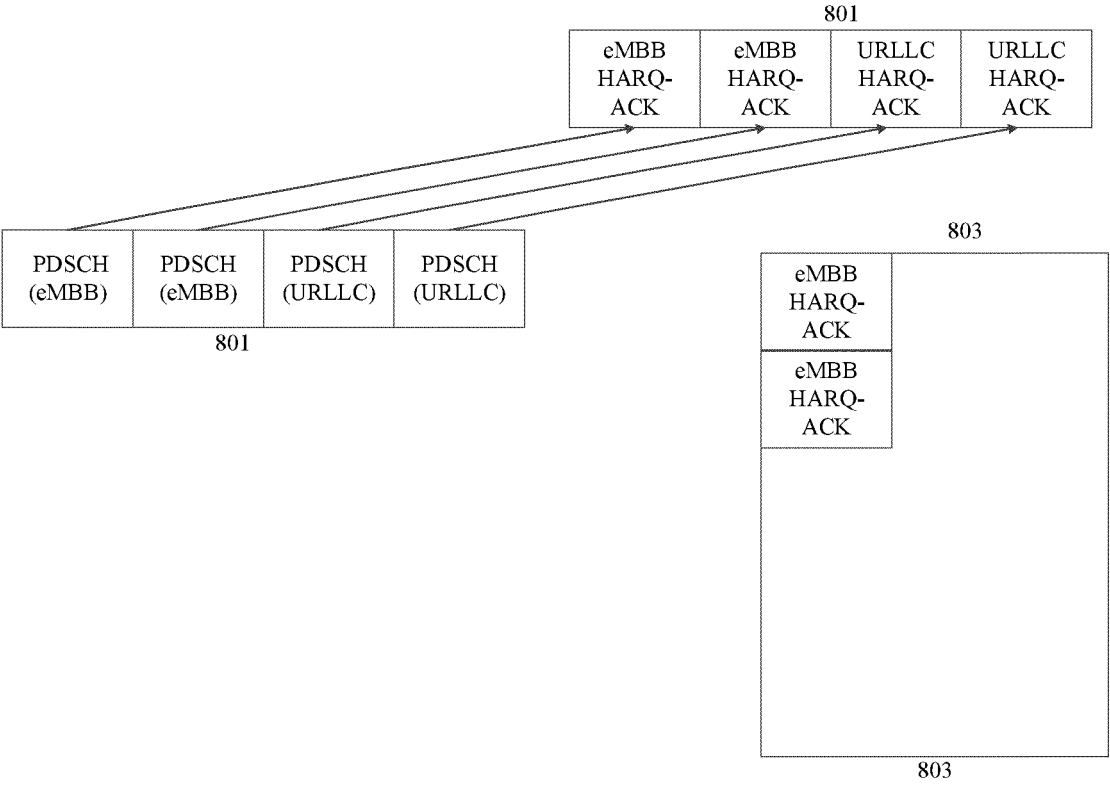 801
eMBB
HARQ-
ACK
eMBB
HARQ-
ACK
URLLC
HARQ-
ACK
URLLC
HARQ-
ACK
PDSCH
(eMBB)
PDSCH
(eMBB)
PDSCH
(URLLC)
PDSCH
(URLLC)
801
803
eMBB
HARQ-
ACK
eMBB
HARQ-
ACK
803